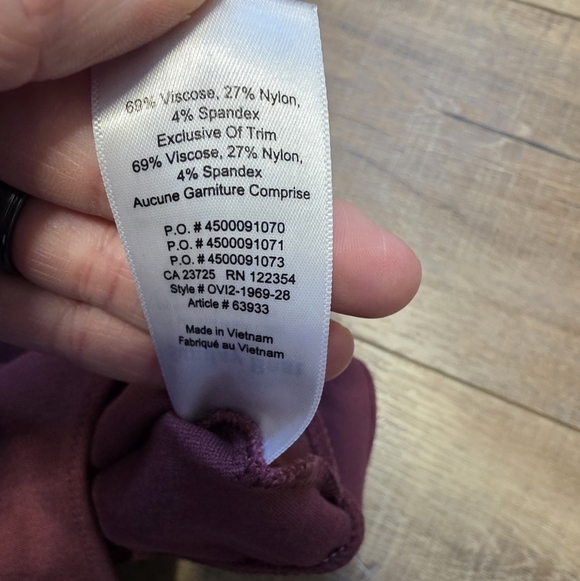 69% Viscose, 27% Nylon,
4% Spandex
Exclusive Of Trim
69% Viscose, 27% Nylon,
4% Spandex
Aucune Garniture Comprise
P.O. # 4500091070
P.O. # 4500091071
P.O. # 4500091073
CA 23725 RN 122354
Style # OVI2-1969-28
Article # 63933
Made in Vietnam
Fabriqué au Vietnam